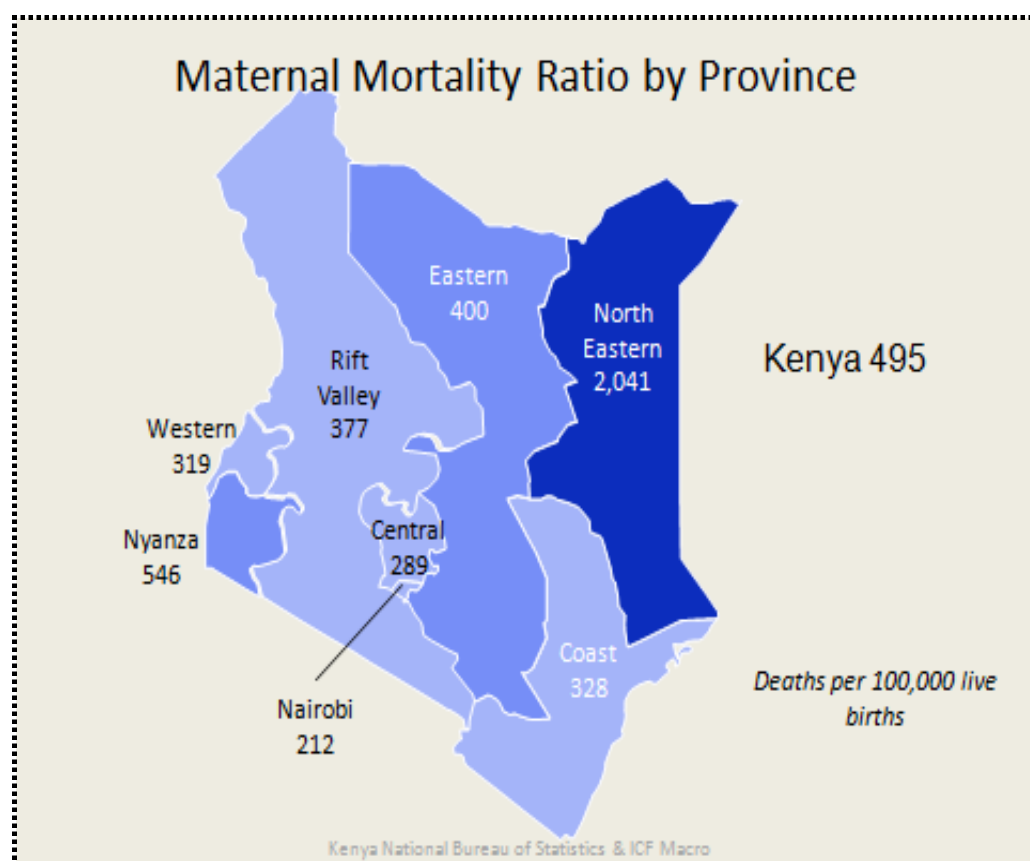 Maternal Mortality Ratio by Province
Eastern
400
North
Eastern
2,041
Kenya 495
Rift
Valley
377
Western
319
Nyanza
546
Central
289
Nairobi
212
Coast
328
Deaths per 100,000 live
births
Kenya National Bureau of Statistics & ICF Macro